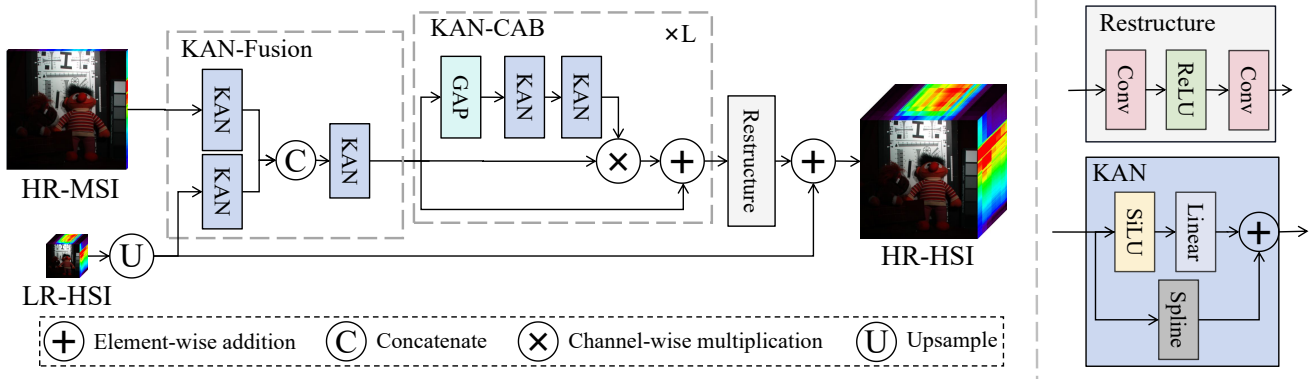 KAN-Fusion
KAN
KAN
C
KAN
KAN-CAB
×L
GAP
KAN
KAN
Restructure
HR-MSI
U
LR-HSI
HR-HSI
Element-wise addition
C Concatenate
Channel-wise multiplication
U Upsample
Restructure
Conv
ReLU
Conv
KAN
SiLU
Linear
Spline